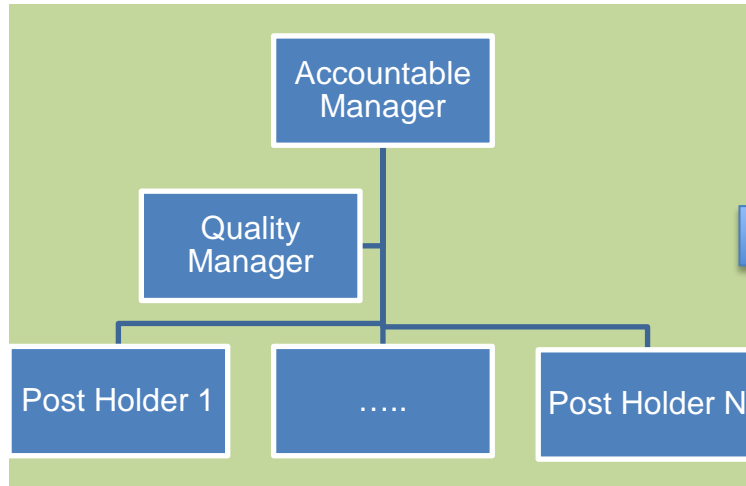 Accountable
Manager
Quality
Manager
Post Holder 1
…..
Post Holder N